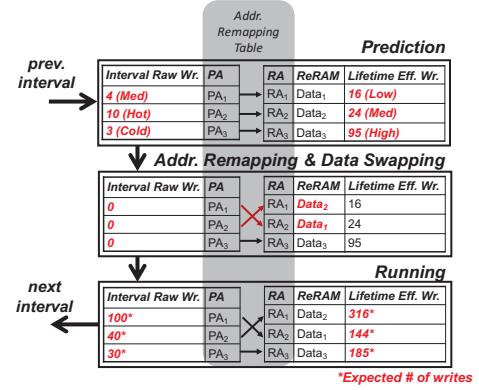 Addr.
Remapping
Table
prev.
interval
Prediction
Interval Raw Wr. PA RA ReRAM Lifetime Eff. Wr.
4 (Med) PA1 RA1 Data1 16 (Low)
10 (Hot) PA2 RA2 Data2 24 (Med)
3 (Cold) PA3 RA3 Data3 95 (High)
Addr. Remapping & Data Swapping
Interval Raw Wr. PA RA ReRAM Lifetime Eff. Wr.
0 PA1 RA1 Data2 16
0 PA2 RA2 Data1 24
0 PA3 RA3 Data3 95
next
interval
Running
Interval Raw Wr. PA RA ReRAM Lifetime Eff. Wr.
100* PA1 RA1 Data2 316*
40* PA2 RA2 Data1 144*
30* PA3 RA3 Data3 185*
*Expected # of writes